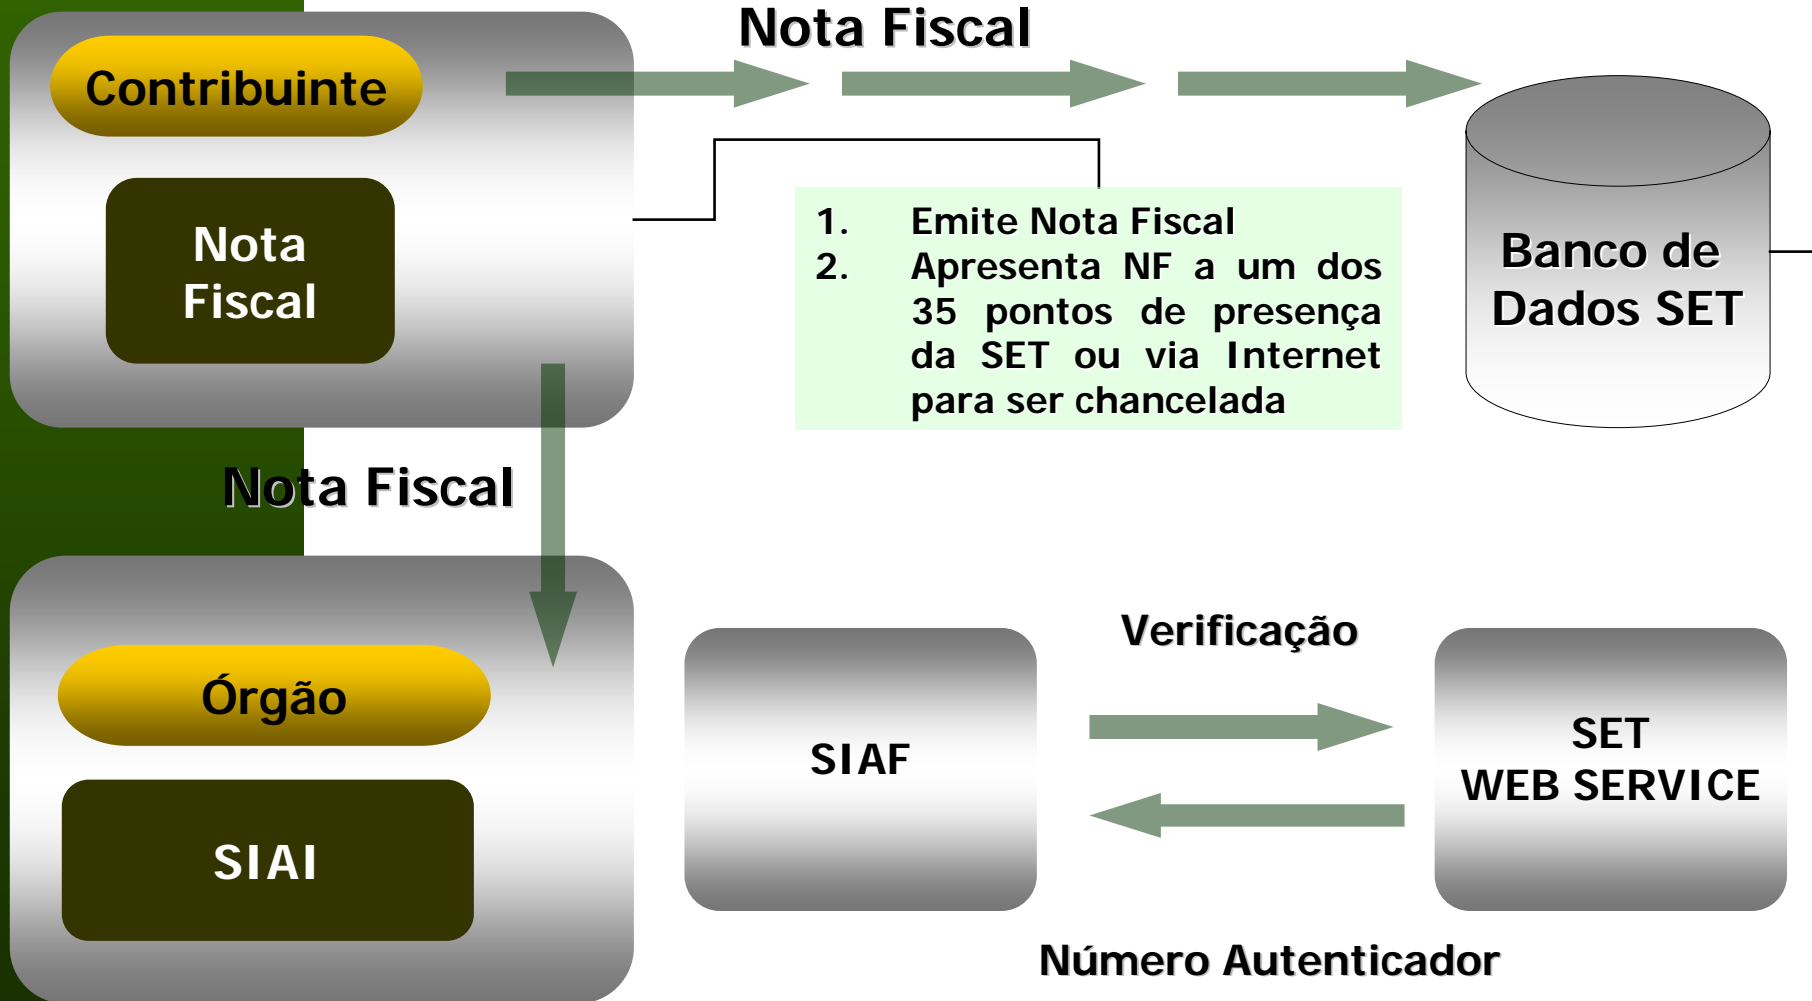 Nota Fiscal
Contribuinte
Nota
Fiscal
1. Emite Nota Fiscal
2. Apresenta NF a um dos
35 pontos de presença
da SET ou via Internet
para ser chancelada
Banco de
Dados SET
Nota Fiscal
Órgão
SIAI
SIAF
Verificação
SET
WEB SERVICE
Número Autenticador